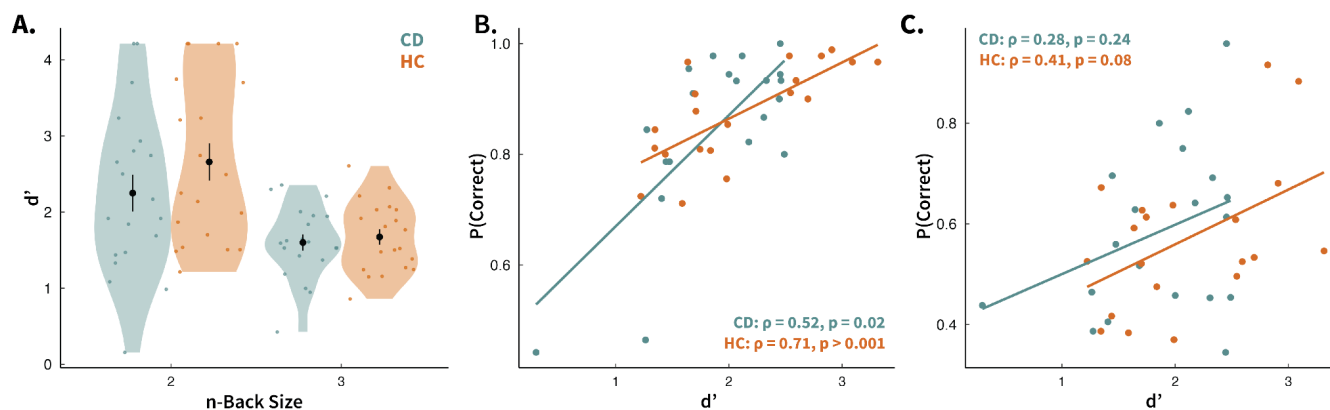 A.
CD
HC
d'
4
3
2
1
0
2
3
n-Back Size
B.
P(Correct)
1.0
0.8
0.6
CD: ρ = 0.52, p = 0.02
HC: ρ = 0.71, p > 0.001
1
2
3
d'
C.
CD: ρ = 0.28, p = 0.24
HC: ρ = 0.41, p = 0.08
P(Correct)
0.8
0.6
0.4
1
2
3
d'